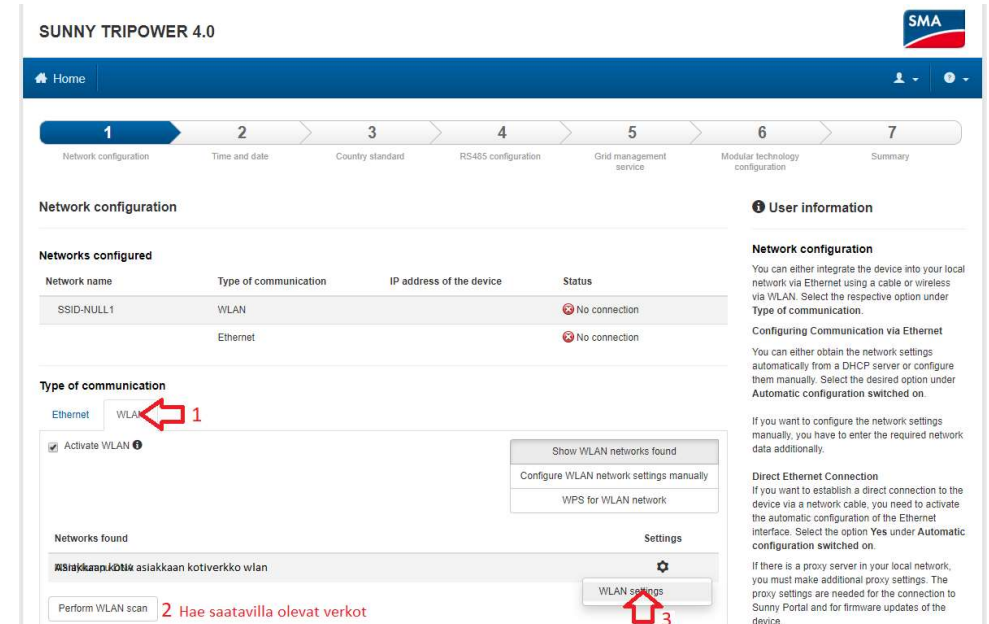 SUNNY TRIPOWER 4.0
SMA
Home
1 2 3 4 5 6 7
Network configuration
Time and date
Country standard
RS485 configuration
Grid management
service
Modular technology
configuration
Summary
Network configuration
Networks configured
Network name Type of communication IP address of the device Status
SSID-NULL1 WLAN No connection
Ethernet No connection
Type of communication
Ethernet WLAN 1
Activate WLAN
Show WLAN networks found
Configure WLAN network settings manually
WPS for WLAN network
Networks found Settings
asiakkaan kotiverkko wlan
WLAN settings
Perform WLAN scan 2 Hae saatavilla olevat verkot 3
User information
Network configuration
You can either integrate the device into your local
network via Ethernet using a cable or wireless
via WLAN. Select the respective option under
Type of communication.
Configuring Communication via Ethernet
You can either obtain the network settings
automatically from a DHCP server or configure
them manually. Select the desired option under
Automatic configuration switched on.
If you want to configure the network settings
manually, you have to enter the required network
data additionally.
Direct Ethernet Connection
If you want to establish a direct connection to the
device via a network cable, you need to activate
the automatic configuration of the Ethernet
interface. Select the option Yes under Automatic
configuration switched on.
If there is a proxy server in your local network,
you must make additional proxy settings. The
proxy settings are needed for the connection to
Sunny Portal and for firmware updates of the
device.